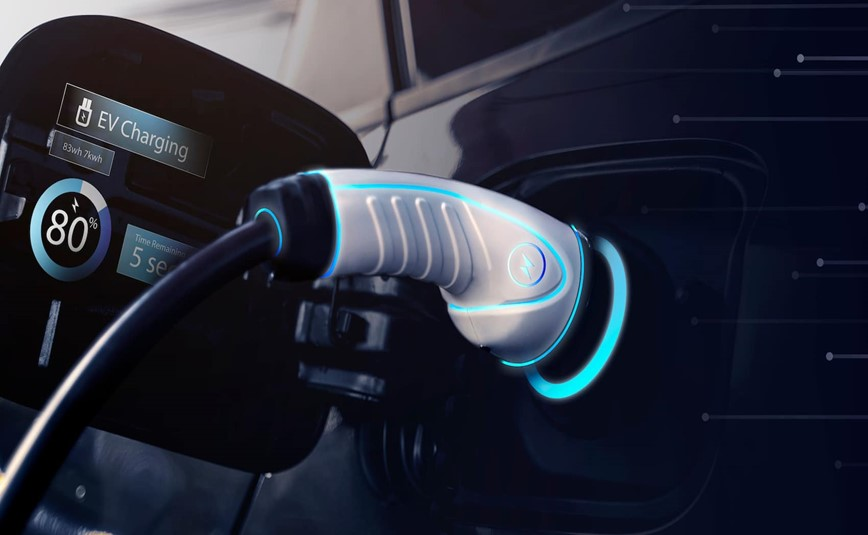 EV Charging
83wh 7kwh
80%
Time Remaining
5 se